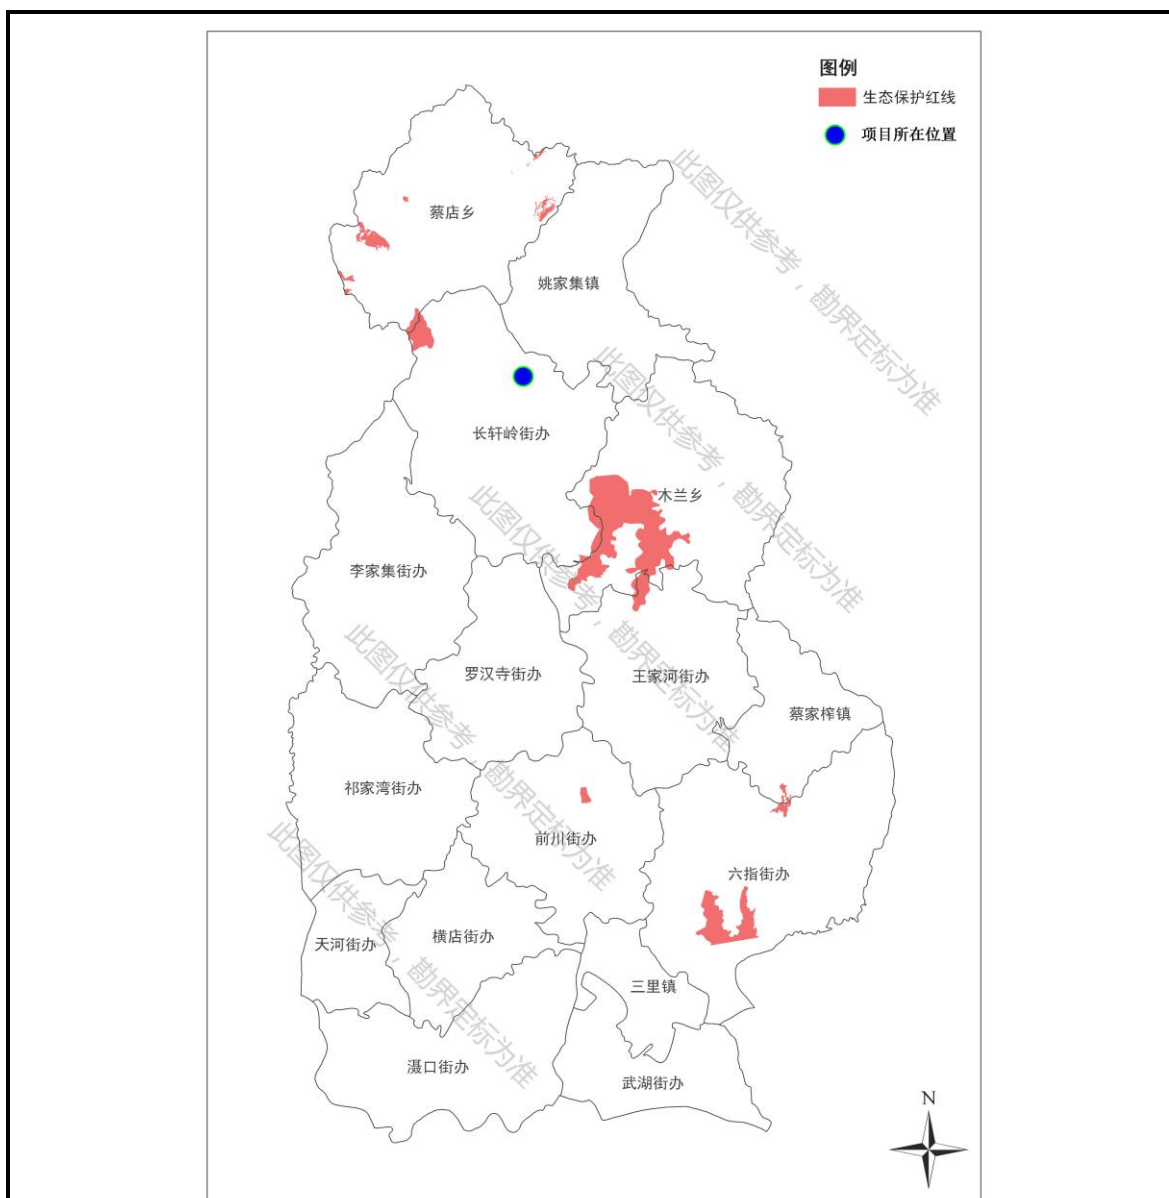 图例
生态保护红线
项目所在位置
此图仅供参考，勘界定标为准
蔡店乡
姚家集镇
此图仅供参考，勘界定标为准
长轩岭街办
木兰乡
此图仅供参考，勘界定标为准
李家集街办
此图仅供参考，勘界定标为准
罗汉寺街办
王家河街办
蔡家榨镇
祁家湾街办
前川街办
此图仅供参考，勘界定标为准
六指街办
天河街办
横店街办
三里镇
滠口街办
武湖街办
N